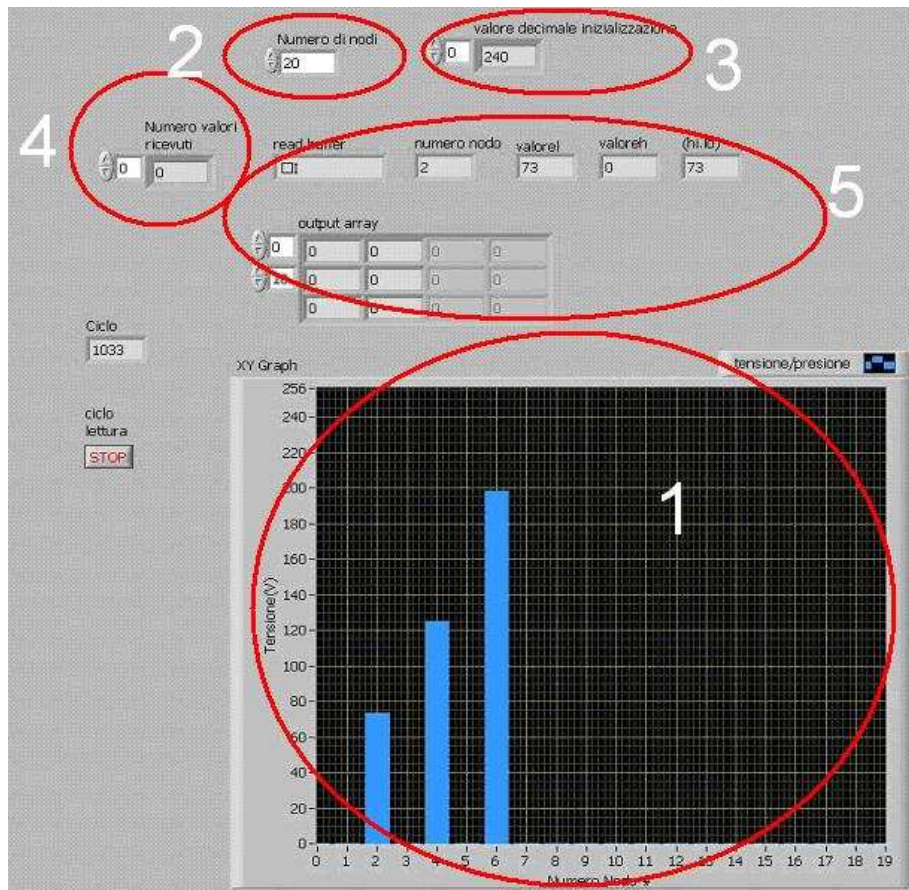 2
Numero di nodi
20
valore decimale inizializzazione
0 240
3
4
Numero valori
ricevuti
0 0
read buffer numero nodo valorel valoreh (hi.lo)
2 73 0 73
5
output array
0 0 0 0 0
0 0 0 0
0 0 0 0
Ciclo
1033
ciclo
lettura
STOP
XY Graph tensione/presione
256
240
220
200
180
160
140
120
100
80
60
40
20
0
Tensione(V)
1
0 1 2 3 4 5 6 7 8 9 10 11 12 13 14 15 16 17 18 19
Numero Nodo